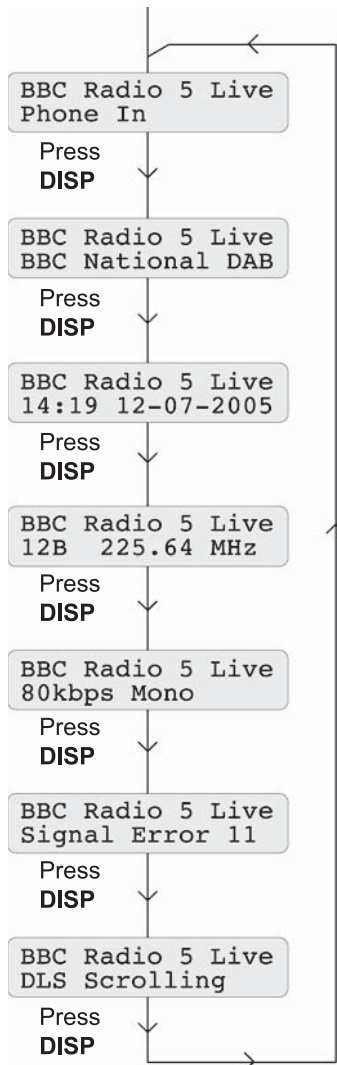 BBC Radio 5 Live
Phone In
Press
DISP
BBC Radio 5 Live
BBC National DAB
Press
DISP
BBC Radio 5 Live
14:19 12-07-2005
Press
DISP
BBC Radio 5 Live
12B 225.64 MHz
Press
DISP
BBC Radio 5 Live
80kbps Mono
Press
DISP
BBC Radio 5 Live
Signal Error 11
Press
DISP
BBC Radio 5 Live
DLS Scrolling
Press
DISP